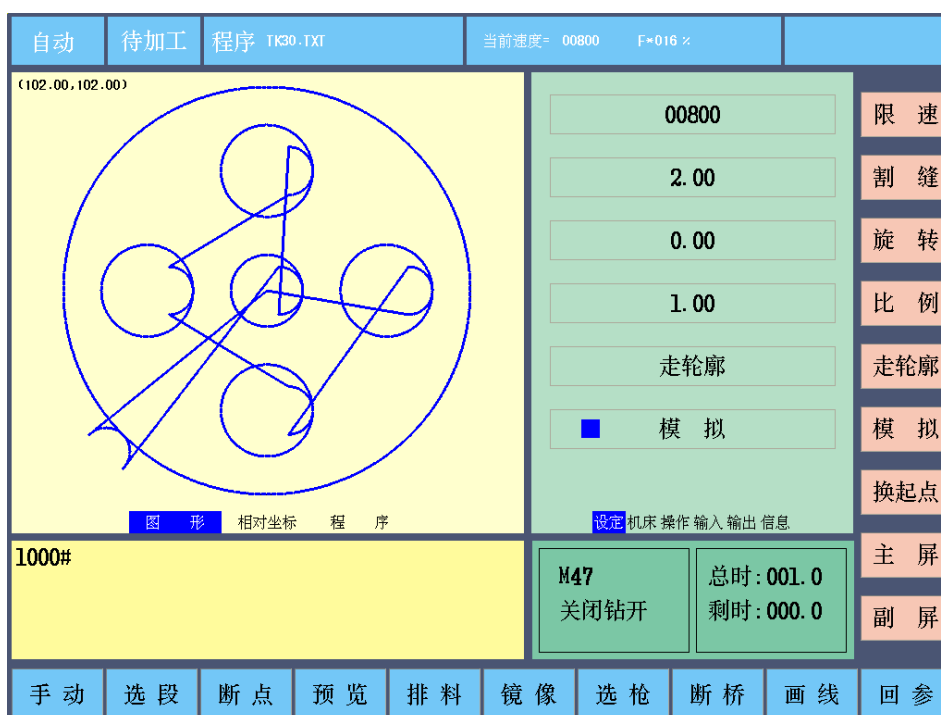 自动 待加工 程序 TK30.TXT 当前速度= 00800 F*016 %
(102.00,102.00)
00800 限 速
2.00 割 缝
0.00 旋 转
1.00 比 例
走轮廓 走轮廓
模 拟 模 拟
换起点
图 形 相对坐标 程 序 设定 机床 操作 输入 输出 信息
1000#
M47 总时:001.0 主 屏
关闭钻开 剩时:000.0 副 屏
手 动 选 段 断 点 预 览 排 料 镜 像 选 枪 断 桥 画 线 回 参